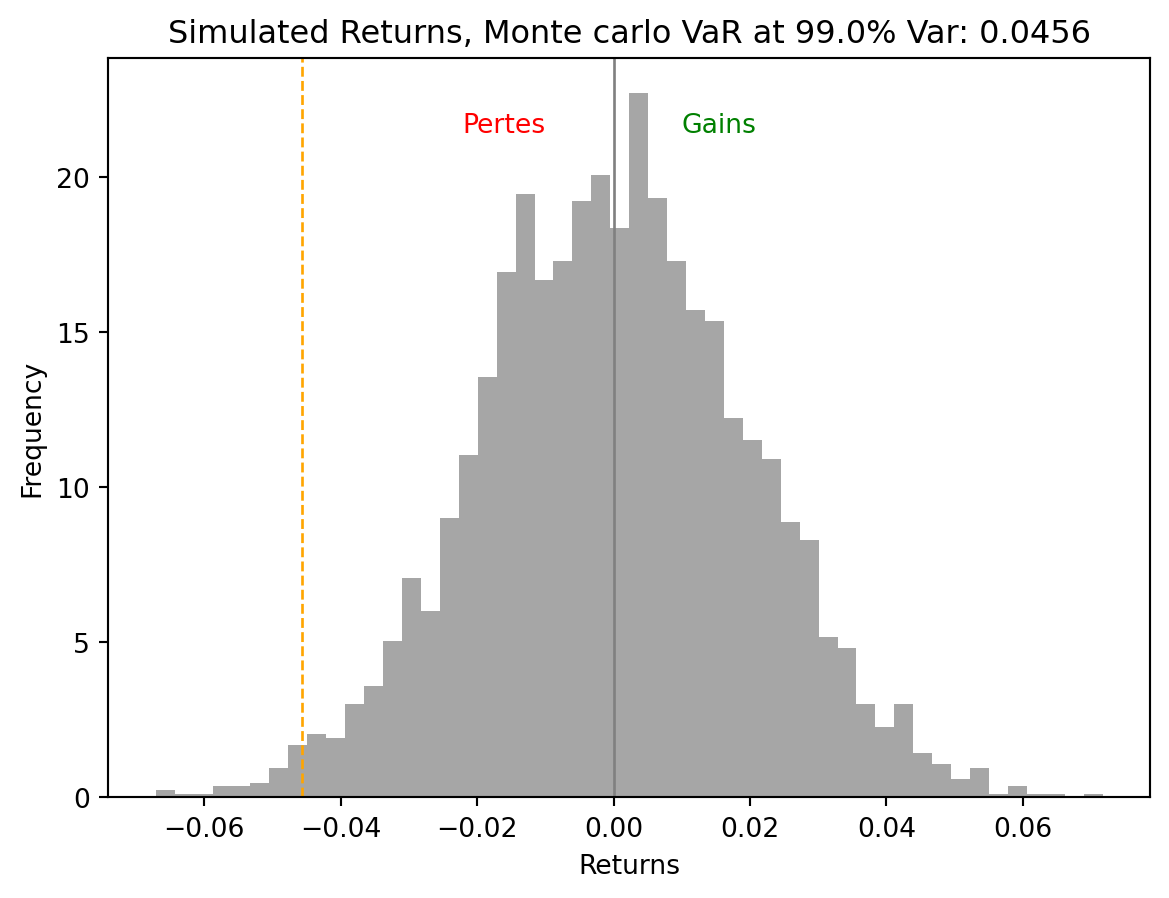 Simulated Returns, Monte carlo VaR at 99.0% Var: 0.0456
Pertes Gains
20
15
10
5
0
Frequency
−0.06 −0.04 −0.02 0.00 0.02 0.04 0.06
Returns